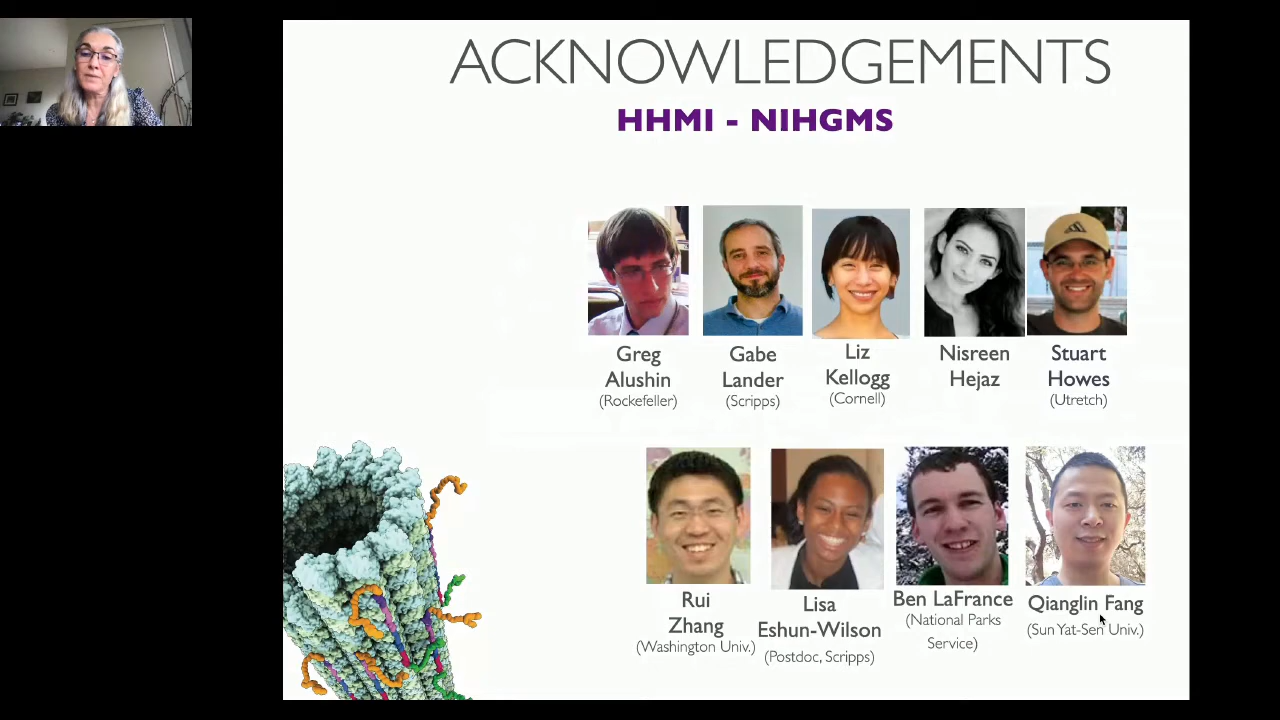 ACKNOWLEDGEMENTS
HHMI - NIHGMS
Greg
Alushin
(Rockefeller)
Gabe
Lander
(Scripps)
Liz
Kellogg
(Cornell)
Nisreen
Hejaz
Stuart
Howes
(Utretch)
Rui
Zhang
(Washington Univ.)
Lisa
Eshun-Wilson
(Postdoc, Scripps)
Ben LaFrance
(National Parks
Service)
Qianglin Fang
(Sun Yat-Sen Univ.)